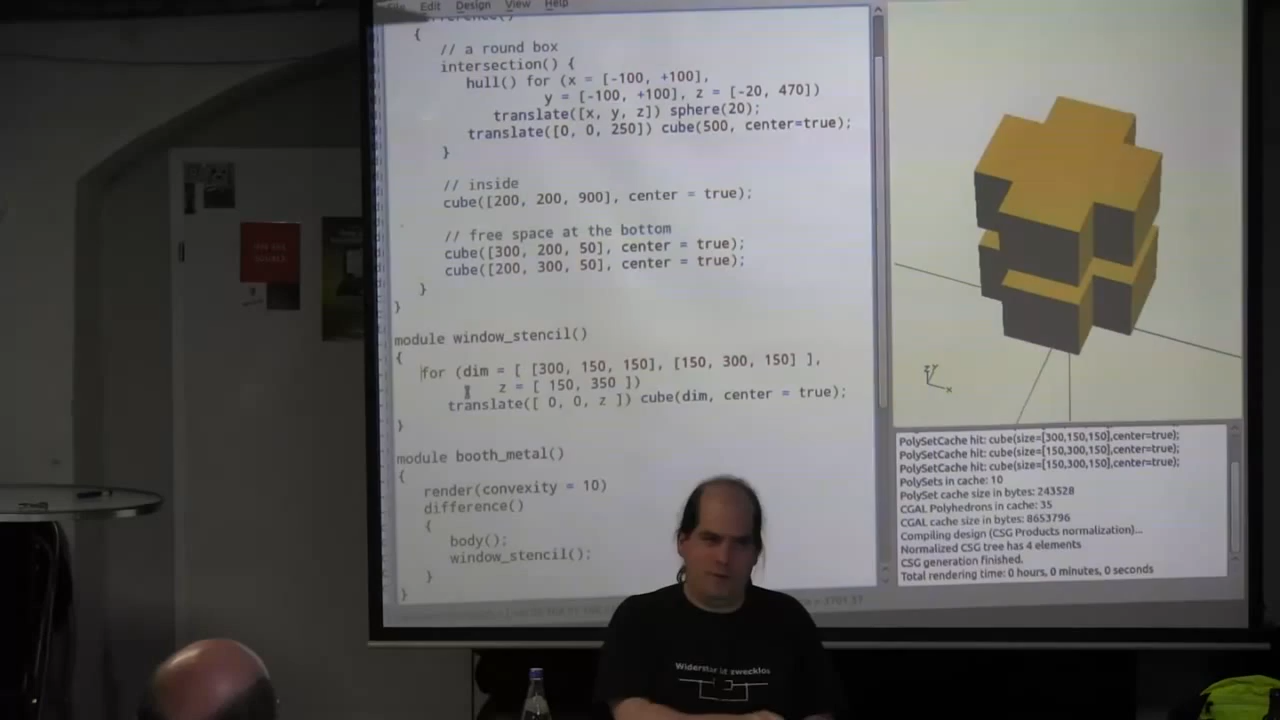 File Edit Design View Help
{
// a round box
intersection() {
hull() for (x = [-100, +100],
y = [-100, +100], z = [-20, 470])
translate([x, y, z]) sphere(20);
translate([0, 0, 250]) cube(500, center=true);
}
// inside
cube([200, 200, 900], center = true);
// free space at the bottom
cube([300, 200, 50], center = true);
cube([200, 300, 50], center = true);
}
}
module window_stencil()
{
for (dim = [ [300, 150, 150], [150, 300, 150] ],
z = [ 150, 350 ])
translate([ 0, 0, z ]) cube(dim, center = true);
}
module booth_metal()
{
render(convexity = 10)
difference()
{
body();
window_stencil();
}
}
PolySetCache hit: cube(size=[300,150,150],center=true);
PolySetCache hit: cube(size=[150,300,150],center=true);
PolySetCache hit: cube(size=[150,300,150],center=true);
PolySets in cache: 10
PolySet cache size in bytes: 243528
CGAL Polyhedrons in cache: 35
CGAL cache size in bytes: 8653796
Compiling design (CSG Products normalization)...
Normalized CSG tree has 4 elements
CSG generation finished.
Total rendering time: 0 hours, 0 minutes, 0 seconds
z y
x
Widerstand ist zwecklos